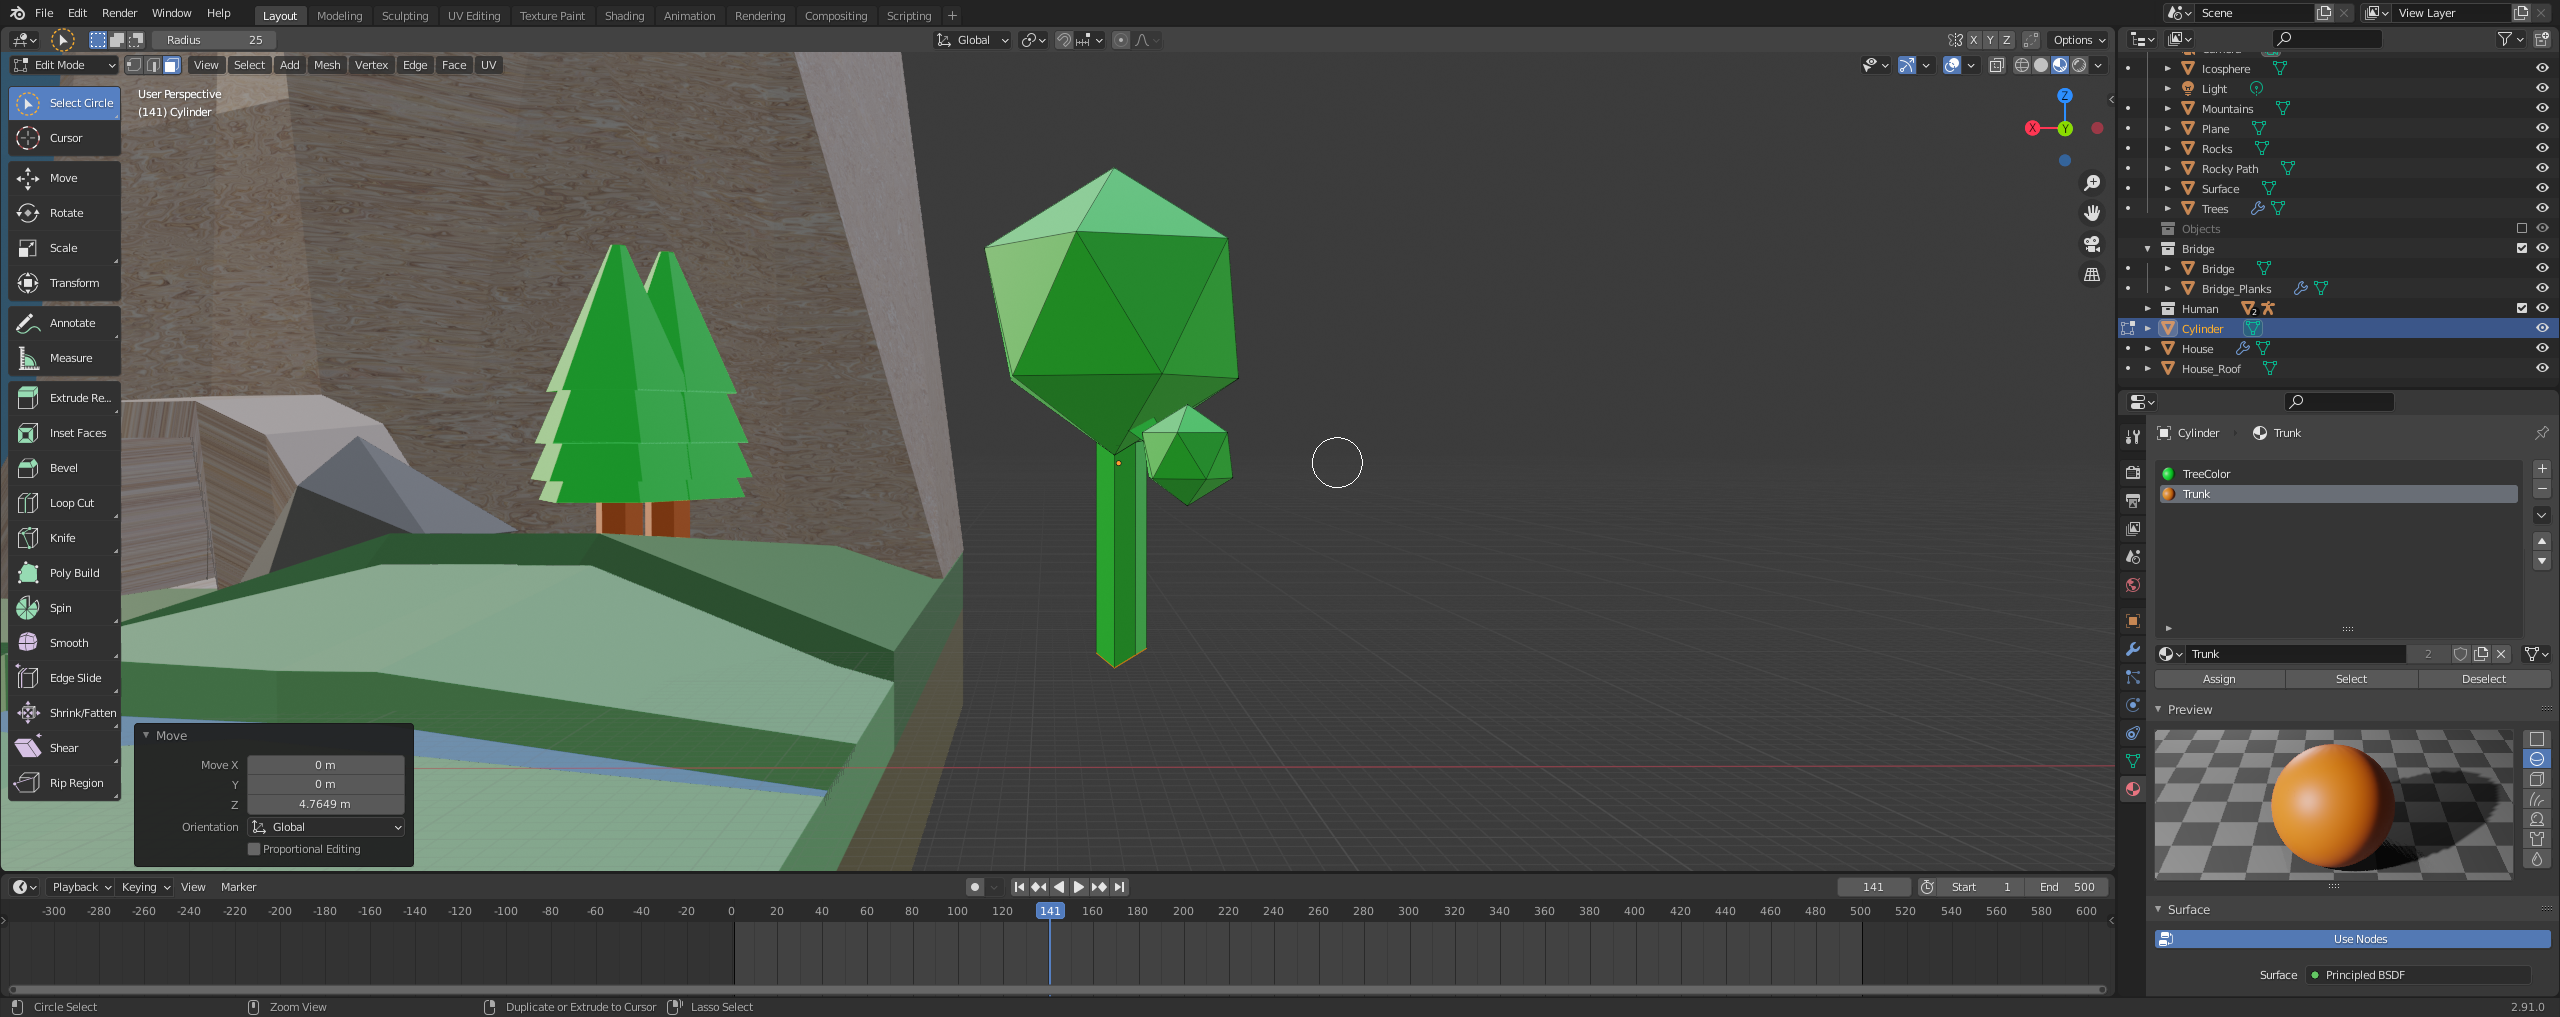 File Edit Render Window Help Layout Modeling Sculpting UV Editing Texture Paint Shading Animation Rendering Compositing Scripting + Scene View Layer
Radius 25 Global X Y Z Options
Edit Mode View Select Add Mesh Vertex Edge Face UV
User Perspective
(141) Cylinder
Select Circle
Cursor
Move
Rotate
Scale
Transform
Annotate
Measure
Extrude Re...
Inset Faces
Bevel
Loop Cut
Knife
Poly Build
Spin
Smooth
Edge Slide
Shrink/Fatten
Shear
Rip Region
Z
X Y
Move
Move X 0 m
Y 0 m
Z 4.7649 m
Orientation Global
Proportional Editing
Icosphere
Light
Mountains
Plane
Rocks
Rocky Path
Surface
Trees
Objects
Bridge
Bridge
Bridge_Planks
Human 2
Cylinder
House
House_Roof
Cylinder Trunk
TreeColor
Trunk
Trunk 2
Assign Select Deselect
Preview
Surface
Use Nodes
Surface Principled BSDF
Playback Keying View Marker 141 Start 1 End 500
-300 -280 -260 -240 -220 -200 -180 -160 -140 -120 -100 -80 -60 -40 -20 0 20 40 60 80 100 120 141 160 180 200 220 240 260 280 300 320 340 360 380 400 420 440 460 480 500 520 540 560 580 600
Circle Select Zoom View Duplicate or Extrude to Cursor Lasso Select 2.91.0